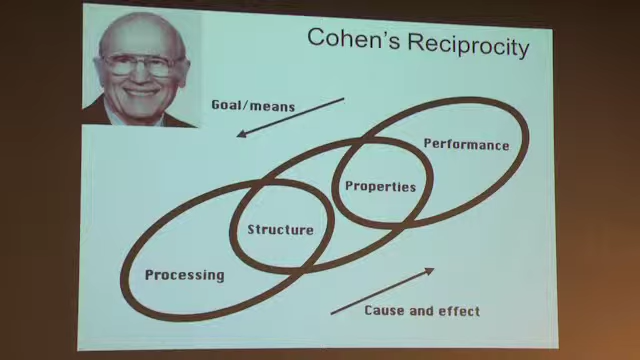 Cohen's Reciprocity
Goal/means
Performance
Properties
Structure
Processing
Cause and effect